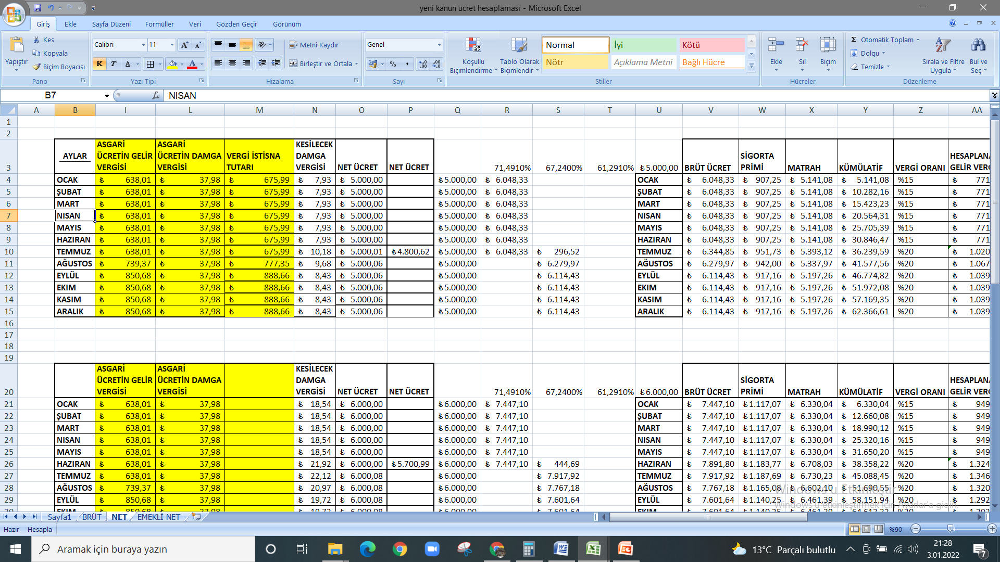 yeni kanun ücret hesaplaması - Microsoft Excel
Giriş Ekle Sayfa Düzeni Formüller Veri Gözden Geçir Görünüm
Yapıştır Kes Kopyala Biçim Boyacısı Pano
Calibri 11 K T A Yazı Tipi
Metni Kaydır Birleştir ve Ortala Hizalama
Genel % Sayı
Koşullu Biçimlendirme Tablo Olarak Biçimlendir Normal İyi Kötü Nötr Açıklama Metni Bağlı Hücre Stiller
Ekle Sil Biçim Hücreler
Otomatik Toplam Dolgu Temizle Sırala ve Filtre Uygula Bul ve Seç Düzenleme
B7 fx NISAN
A B I L M N O P Q R S T U V W X Y Z AA
1
2
3 AYLAR ASGARİ ÜCRETİN GELİR VERGİSİ ASGARİ ÜCRETİN DAMGA VERGİSİ VERGİ İSTİSNA TUTARI KESİLECEK DAMGA VERGİSİ NET ÜCRET NET ÜCRET 71,4910% 67,2400% 61,2910% ₺5.000,00 BRÜT ÜCRET SİGORTA PRİMİ MATRAH KÜMÜLATİF VERGİ ORANI HESAPLANA GELİR VER
4 OCAK ₺ 638,01 ₺ 37,98 ₺ 675,99 ₺ 7,93 ₺ 5.000,00 ₺5.000,00 ₺ 6.048,33 OCAK ₺ 6.048,33 ₺ 907,25 ₺ 5.141,08 ₺ 5.141,08 %15 ₺ 771
5 ŞUBAT ₺ 638,01 ₺ 37,98 ₺ 675,99 ₺ 7,93 ₺ 5.000,00 ₺5.000,00 ₺ 6.048,33 ŞUBAT ₺ 6.048,33 ₺ 907,25 ₺ 5.141,08 ₺ 10.282,16 %15 ₺ 771
6 MART ₺ 638,01 ₺ 37,98 ₺ 675,99 ₺ 7,93 ₺ 5.000,00 ₺5.000,00 ₺ 6.048,33 MART ₺ 6.048,33 ₺ 907,25 ₺ 5.141,08 ₺ 15.423,23 %15 ₺ 771
7 NISAN ₺ 638,01 ₺ 37,98 ₺ 675,99 ₺ 7,93 ₺ 5.000,00 ₺5.000,00 ₺ 6.048,33 NISAN ₺ 6.048,33 ₺ 907,25 ₺ 5.141,08 ₺ 20.564,31 %15 ₺ 771
8 MAYIS ₺ 638,01 ₺ 37,98 ₺ 675,99 ₺ 7,93 ₺ 5.000,00 ₺5.000,00 ₺ 6.048,33 MAYIS ₺ 6.048,33 ₺ 907,25 ₺ 5.141,08 ₺ 25.705,39 %15 ₺ 771
9 HAZIRAN ₺ 638,01 ₺ 37,98 ₺ 675,99 ₺ 7,93 ₺ 5.000,00 ₺5.000,00 ₺ 6.048,33 HAZIRAN ₺ 6.048,33 ₺ 907,25 ₺ 5.141,08 ₺ 30.846,47 %15 ₺ 771
10 TEMMUZ ₺ 638,01 ₺ 37,98 ₺ 675,99 ₺ 10,18 ₺ 5.000,01 ₺4.800,62 ₺5.000,00 ₺ 6.048,33 ₺ 296,52 TEMMUZ ₺ 6.344,85 ₺ 951,73 ₺ 5.393,12 ₺ 36.239,59 %20 ₺ 1.020
11 AĞUSTOS ₺ 739,37 ₺ 37,98 ₺ 777,35 ₺ 9,68 ₺ 5.000,06 ₺5.000,00 ₺ 6.279,97 AĞUSTOS ₺ 6.279,97 ₺ 942,00 ₺ 5.337,97 ₺ 41.577,56 %20 ₺ 1.067
12 EYLÜL ₺ 850,68 ₺ 37,98 ₺ 888,66 ₺ 8,43 ₺ 5.000,06 ₺5.000,00 ₺ 6.114,43 EYLÜL ₺ 6.114,43 ₺ 917,16 ₺ 5.197,26 ₺ 46.774,82 %20 ₺ 1.039
13 EKIM ₺ 850,68 ₺ 37,98 ₺ 888,66 ₺ 8,43 ₺ 5.000,06 ₺5.000,00 ₺ 6.114,43 EKIM ₺ 6.114,43 ₺ 917,16 ₺ 5.197,26 ₺ 51.972,08 %20 ₺ 1.039
14 KASIM ₺ 850,68 ₺ 37,98 ₺ 888,66 ₺ 8,43 ₺ 5.000,06 ₺5.000,00 ₺ 6.114,43 KASIM ₺ 6.114,43 ₺ 917,16 ₺ 5.197,26 ₺ 57.169,35 %20 ₺ 1.039
15 ARALIK ₺ 850,68 ₺ 37,98 ₺ 888,66 ₺ 8,43 ₺ 5.000,06 ₺5.000,00 ₺ 6.114,43 ARALIK ₺ 6.114,43 ₺ 917,16 ₺ 5.197,26 ₺ 62.366,61 %20 ₺ 1.039
16
17
18
19
20 ASGARİ ÜCRETİN GELİR VERGİSİ ASGARİ ÜCRETİN DAMGA VERGİSİ KESİLECEK DAMGA VERGİSİ NET ÜCRET NET ÜCRET 71,4910% 67,2400% 61,2910% ₺6.000,00 BRÜT ÜCRET SİGORTA PRİMİ MATRAH KÜMÜLATİF VERGİ ORANI HESAPLANA GELİR VER
21 OCAK ₺ 638,01 ₺ 37,98 ₺ 18,54 ₺ 6.000,00 ₺6.000,00 ₺ 7.447,10 OCAK ₺ 7.447,10 ₺1.117,07 ₺ 6.330,04 ₺ 6.330,04 %15 ₺ 949
22 ŞUBAT ₺ 638,01 ₺ 37,98 ₺ 18,54 ₺ 6.000,00 ₺6.000,00 ₺ 7.447,10 ŞUBAT ₺ 7.447,10 ₺1.117,07 ₺ 6.330,04 ₺ 12.660,08 %15 ₺ 949
23 MART ₺ 638,01 ₺ 37,98 ₺ 18,54 ₺ 6.000,00 ₺6.000,00 ₺ 7.447,10 MART ₺ 7.447,10 ₺1.117,07 ₺ 6.330,04 ₺ 18.990,12 %15 ₺ 949
24 NISAN ₺ 638,01 ₺ 37,98 ₺ 18,54 ₺ 6.000,00 ₺6.000,00 ₺ 7.447,10 NISAN ₺ 7.447,10 ₺1.117,07 ₺ 6.330,04 ₺ 25.320,16 %15 ₺ 949
25 MAYIS ₺ 638,01 ₺ 37,98 ₺ 18,54 ₺ 6.000,00 ₺6.000,00 ₺ 7.447,10 MAYIS ₺ 7.447,10 ₺1.117,07 ₺ 6.330,04 ₺ 31.650,20 %15 ₺ 949
26 HAZIRAN ₺ 638,01 ₺ 37,98 ₺ 21,92 ₺ 6.000,00 ₺5.700,99 ₺6.000,00 ₺ 7.447,10 ₺ 444,69 HAZIRAN ₺ 7.891,80 ₺1.183,77 ₺ 6.708,03 ₺ 38.358,22 %20 ₺ 1.324
27 TEMMUZ ₺ 638,01 ₺ 37,98 ₺ 22,12 ₺ 6.000,08 ₺6.000,00 ₺ 7.917,92 TEMMUZ ₺ 7.917,92 ₺1.187,69 ₺ 6.730,23 ₺ 45.088,45 %20 ₺ 1.346
28 AĞUSTOS ₺ 739,37 ₺ 37,98 ₺ 20,97 ₺ 6.000,08 ₺6.000,00 ₺ 7.767,18 AĞUSTOS ₺ 7.767,18 ₺1.165,08 ₺ 6.602,10 ₺ 51.690,55 %20 ₺ 1.320
29 EYLÜL ₺ 850,68 ₺ 37,98 ₺ 19,72 ₺ 6.000,08 ₺6.000,00 ₺ 7.601,64 EYLÜL ₺ 7.601,64 ₺1.140,25 ₺ 6.461,39 ₺ 58.151,94 %20 ₺ 1.292
Windows'u Etkinleştir
Windows'u etkinleştirmek için Ayarlar'a gidin.
Sayfa1 BRÜT NET EMEKLİ NET
Hazır Hesapla %90
Aramak için buraya yazın 13°C Parçalı bulutlu 21:28
3.01.2022 7